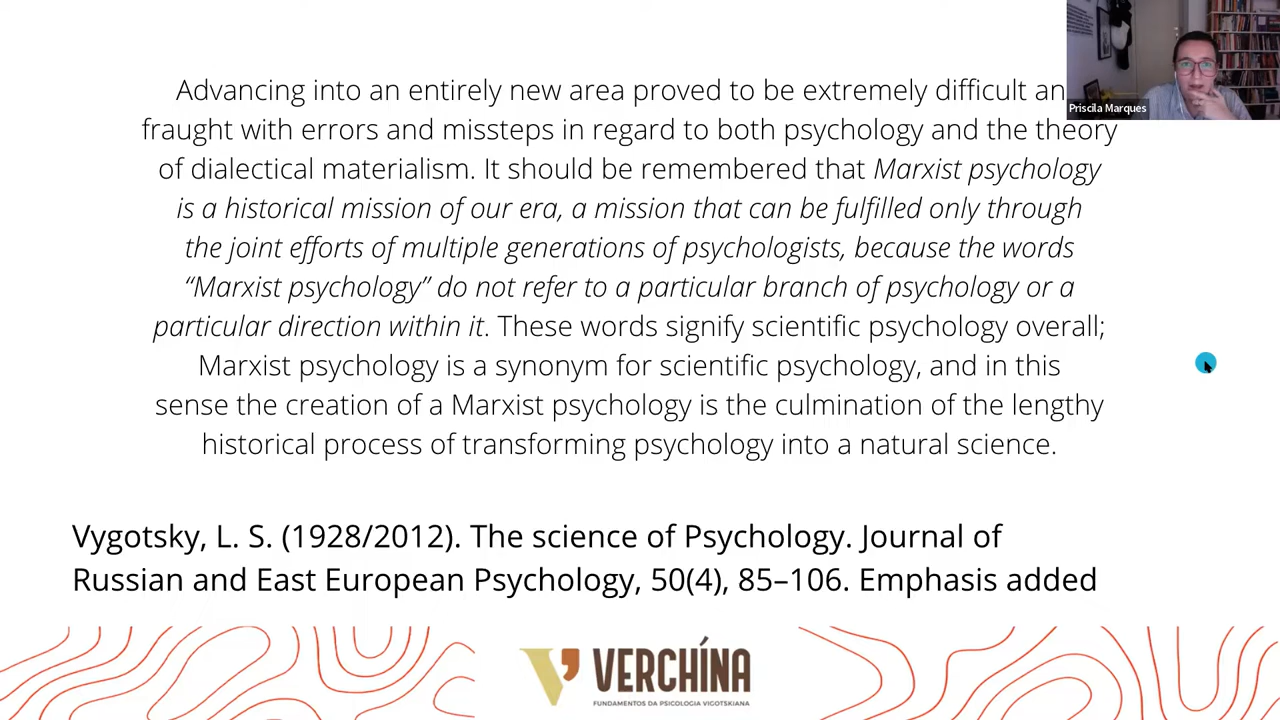 Advancing into an entirely new area proved to be extremely difficult an
Priscila Marques
fraught with errors and missteps in regard to both psychology and the theory
of dialectical materialism. It should be remembered that Marxist psychology
is a historical mission of our era, a mission that can be fulfilled only through
the joint efforts of multiple generations of psychologists, because the words
“Marxist psychology” do not refer to a particular branch of psychology or a
particular direction within it. These words signify scientific psychology overall;
Marxist psychology is a synonym for scientific psychology, and in this
sense the creation of a Marxist psychology is the culmination of the lengthy
historical process of transforming psychology into a natural science.
Vygotsky, L. S. (1928/2012). The science of Psychology. Journal of
Russian and East European Psychology, 50(4), 85–106. Emphasis added
VERCHÍNA
FUNDAMENTOS DA PSICOLOGIA VIGOTSKIANA